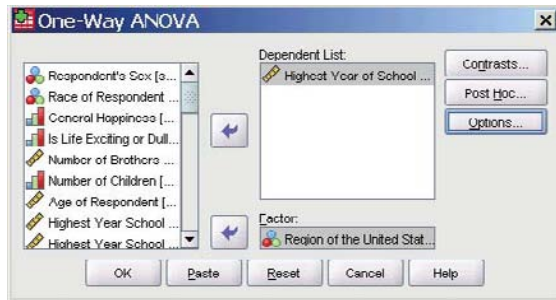 One-Way ANOVA
Dependent List:
Respondent's Sex [s...
Race of Respondent ...
General Happiness [...
Is Life Exciting or Dull...
Number of Brothers ...
Number of Children [...
Age of Respondent [...
Highest Year School ...
Highest Year School ...
Highest Year of School ...
Contrasts...
Post Hoc...
Options...
Factor:
Region of the United Stat...
OK
Paste
Reset
Cancel
Help